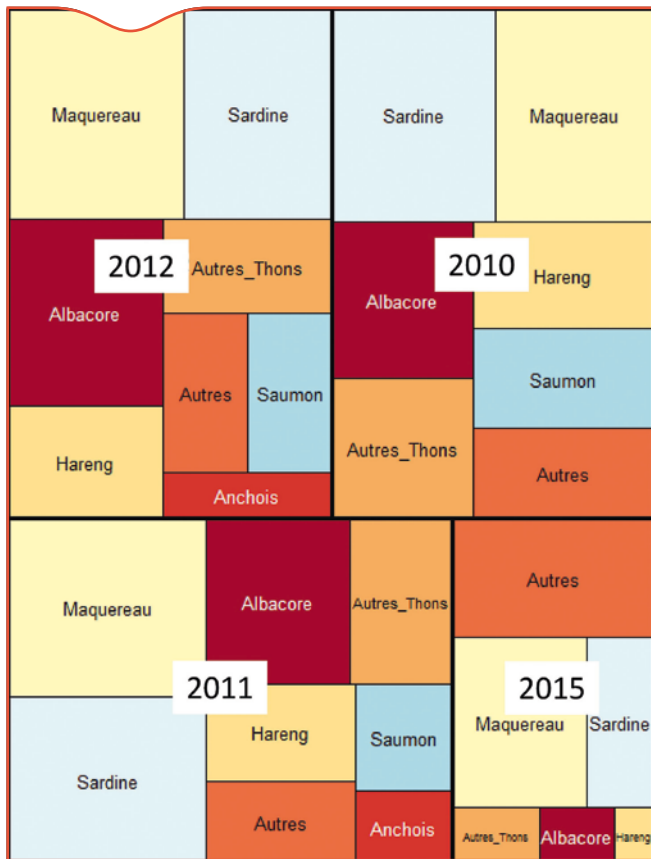 2012
Maquereau
Sardine
Albacore
Autres_Thons
Autres
Saumon
Hareng
Anchois
2010
Sardine
Maquereau
Albacore
Hareng
Saumon
Autres_Thons
Autres
2011
Maquereau
Albacore
Autres_Thons
Sardine
Hareng
Saumon
Autres
Anchois
2015
Autres
Maquereau
Sardine
Autres_Thons
Albacore
Hareng